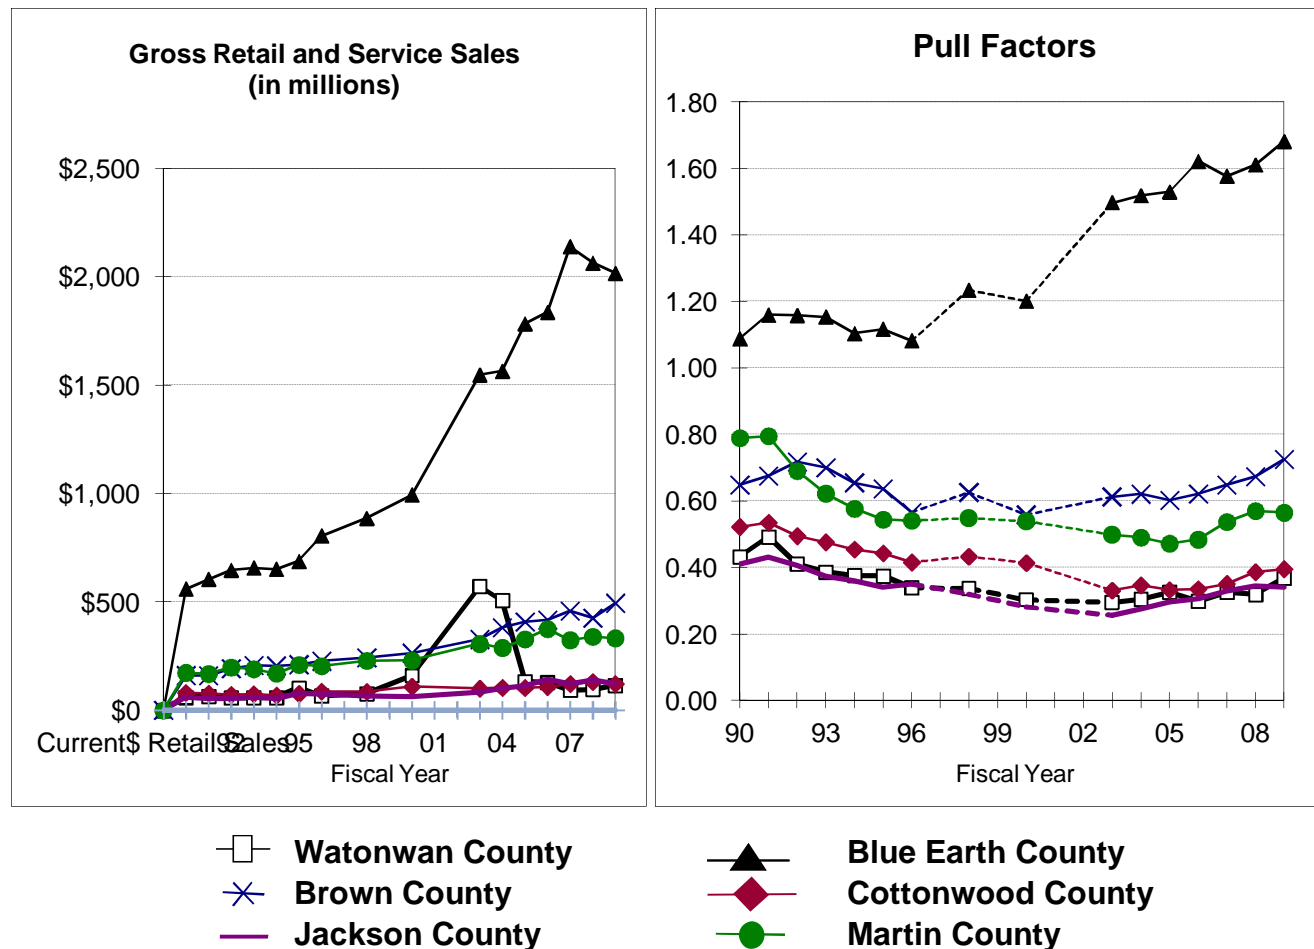 Gross Retail and Service Sales
(in millions)
$2,500
$2,000
$1,500
$1,000
$500
$0
Current$ Retail Sales 92 95 98 01 04 07
Fiscal Year
Pull Factors
1.80
1.60
1.40
1.20
1.00
0.80
0.60
0.40
0.20
0.00
90 93 96 99 02 05 08
Fiscal Year
Watonwan County
Blue Earth County
Brown County
Cottonwood County
Jackson County
Martin County